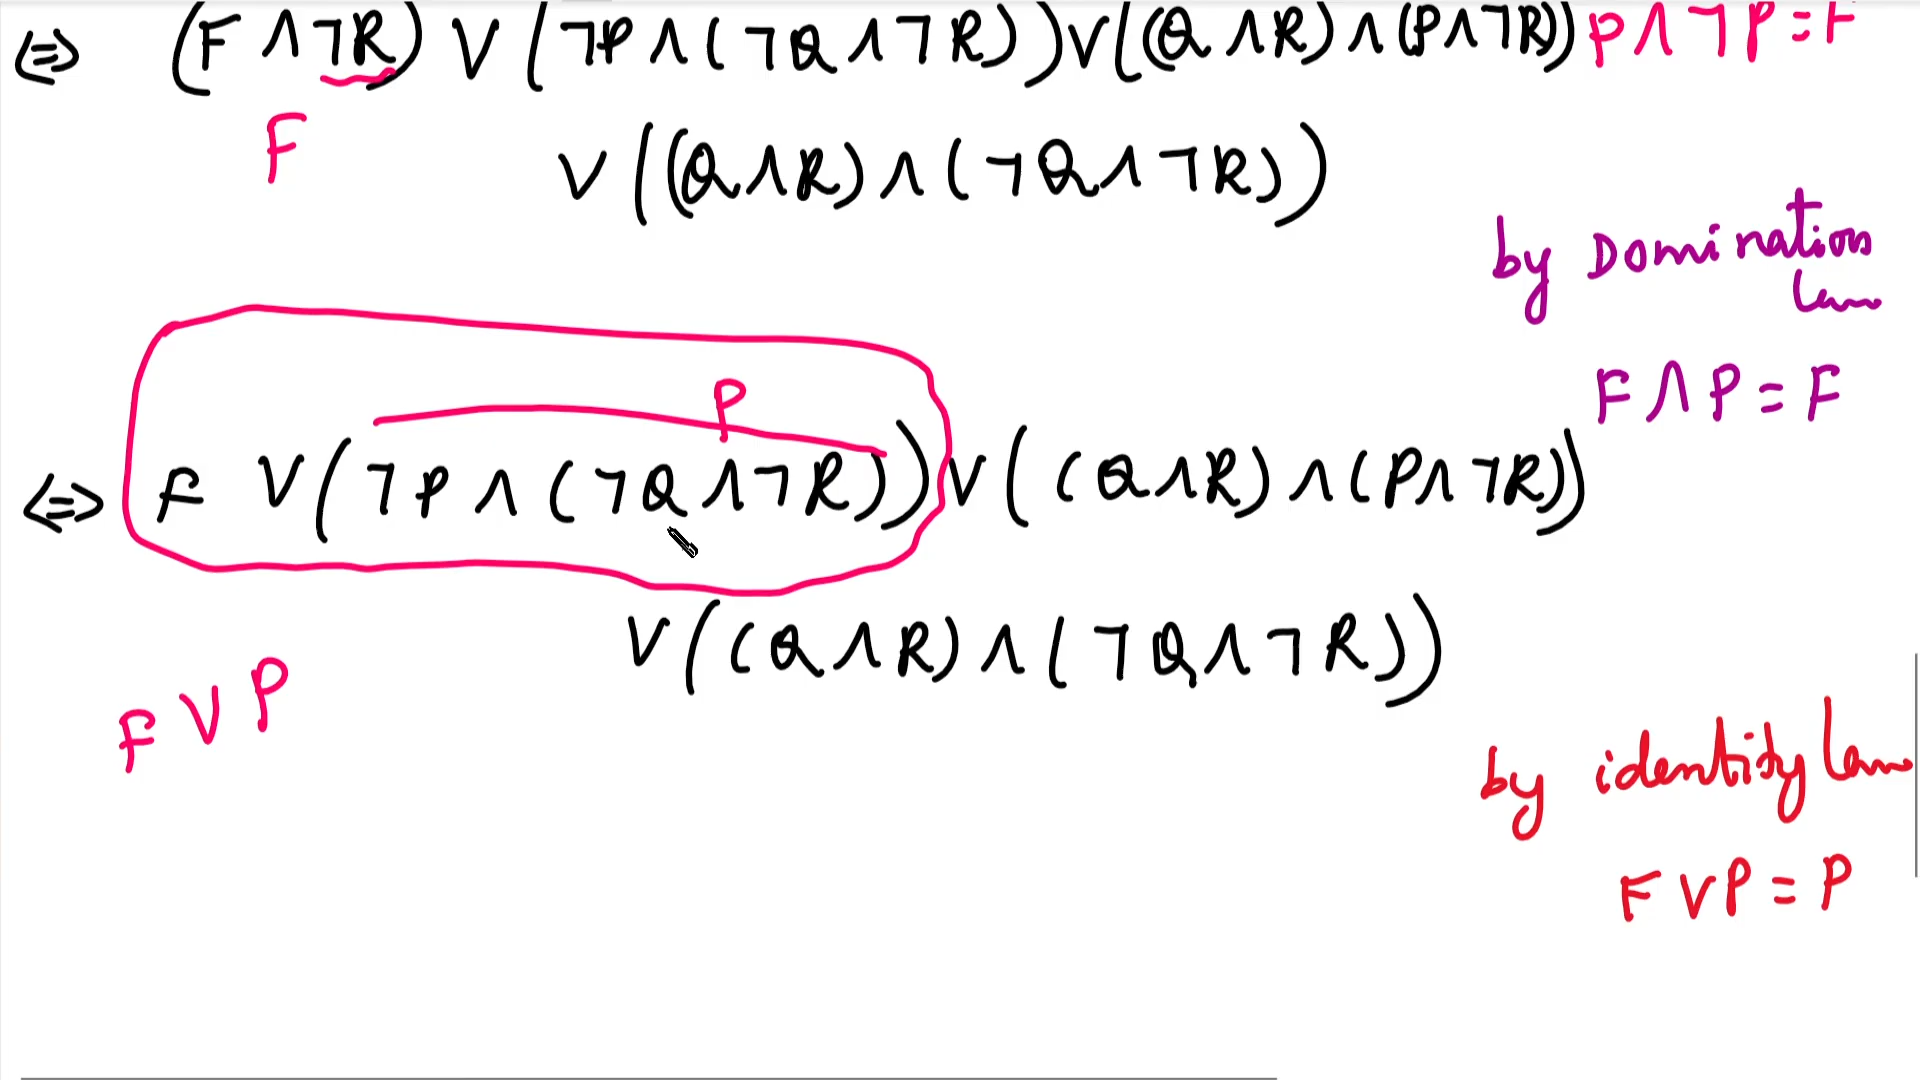 ⇔ (F ∧ ¬R) ∨ (¬P ∧ (¬Q ∧ ¬R)) ∨ ((Q ∧ R) ∧ (P ∧ ¬R)) P ∧ ¬P = F
F
∨ ((Q ∧ R) ∧ (¬Q ∧ ¬R))
by Domination
law
F ∧ P = F
P
⇔ F ∨ (¬P ∧ (¬Q ∧ ¬R)) ∨ ((Q ∧ R) ∧ (P ∧ ¬R))
∨ ((Q ∧ R) ∧ (¬Q ∧ ¬R))
F ∨ P
by identity law
F ∨ P = P